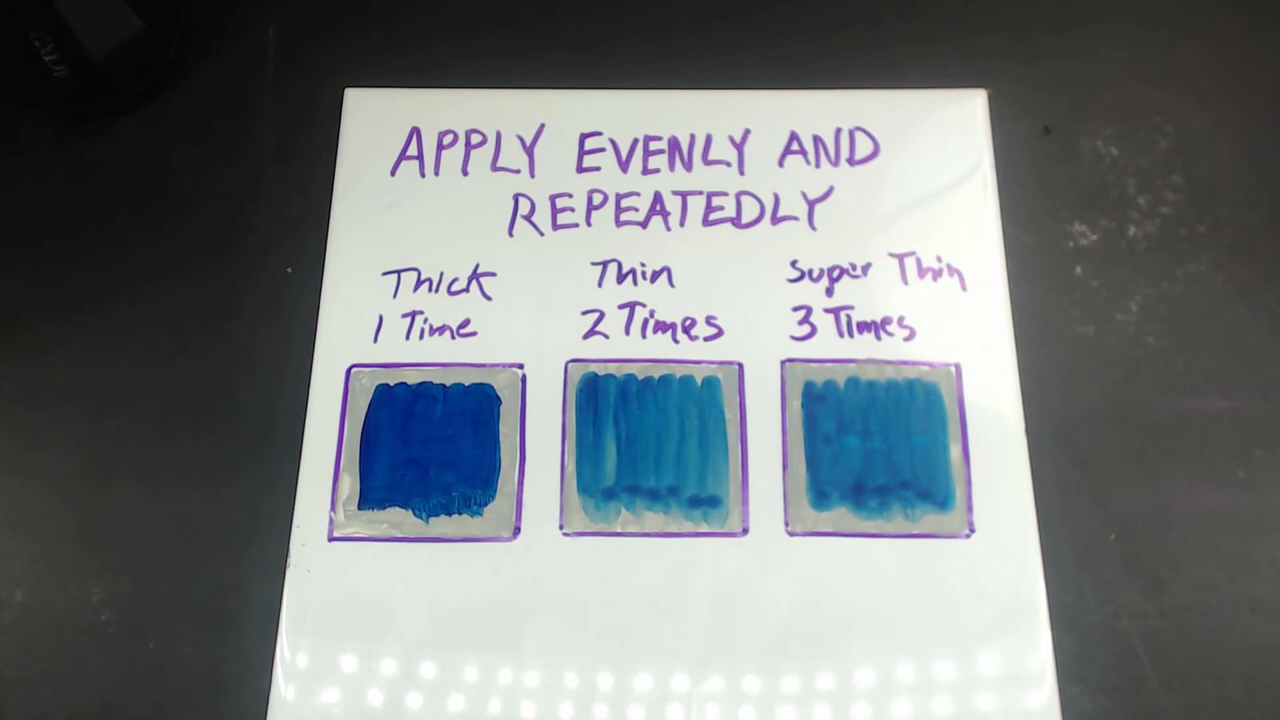 APPLY EVENLY AND
REPEATEDLY
Thick
1 Time
Thin
2 Times
Super Thin
3 Times